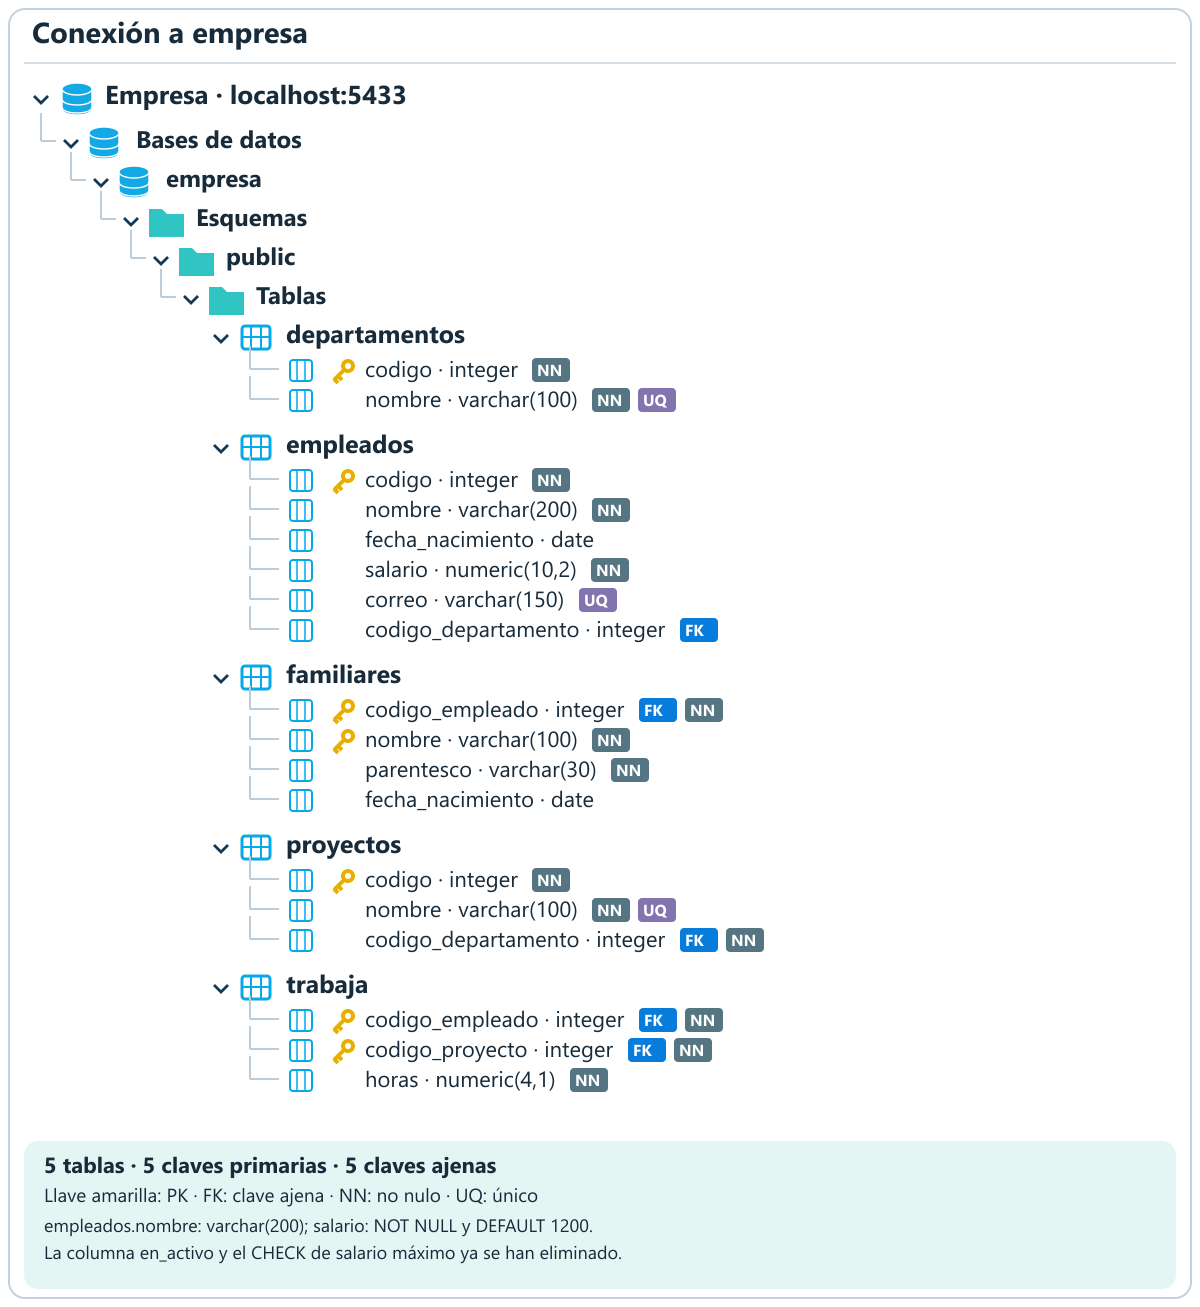 Conexión a empresa
Empresa · localhost:5433
Bases de datos
empresa
Esquemas
public
Tablas
departamentos
codigo · integer NN
nombre · varchar(100) NN UQ
empleados
codigo · integer NN
nombre · varchar(200) NN
fecha_nacimiento · date
salario · numeric(10,2) NN
correo · varchar(150) UQ
codigo_departamento · integer FK
familiares
codigo_empleado · integer FK NN
nombre · varchar(100) NN
parentesco · varchar(30) NN
fecha_nacimiento · date
proyectos
codigo · integer NN
nombre · varchar(100) NN UQ
codigo_departamento · integer FK NN
trabaja
codigo_empleado · integer FK NN
codigo_proyecto · integer FK NN
horas · numeric(4,1) NN
5 tablas · 5 claves primarias · 5 claves ajenas
Llave amarilla: PK · FK: clave ajena · NN: no nulo · UQ: único
empleados.nombre: varchar(200); salario: NOT NULL y DEFAULT 1200.
La columna en_activo y el CHECK de salario máximo ya se han eliminado.